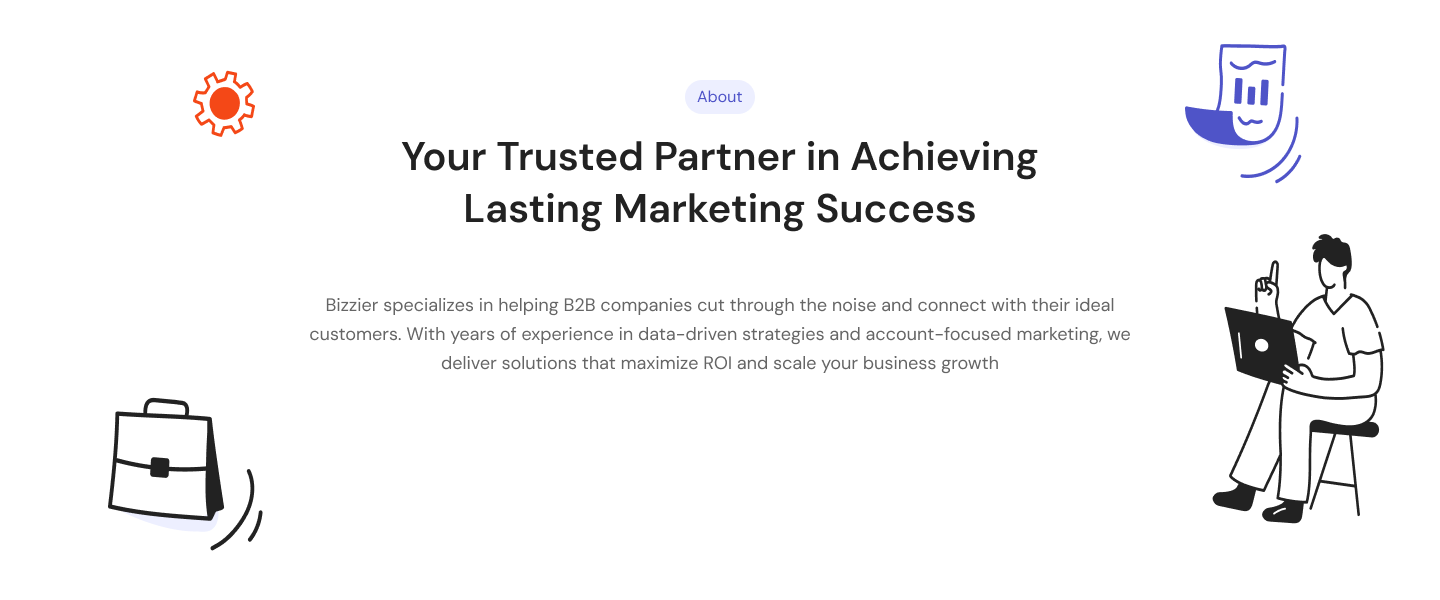 About
Your Trusted Partner in Achieving
Lasting Marketing Success
Bizzier specializes in helping B2B companies cut through the noise and connect with their ideal
customers. With years of experience in data-driven strategies and account-focused marketing, we
deliver solutions that maximize ROI and scale your business growth